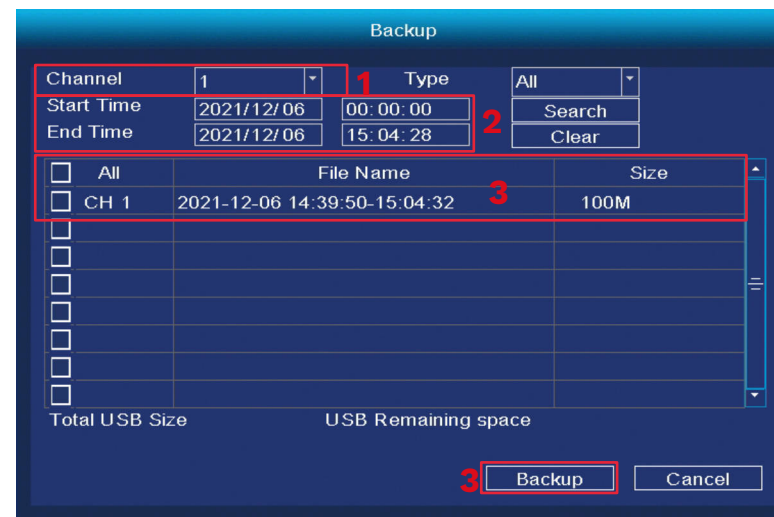 Backup
Channel 1 1 Type All
Start Time 2021/12/06 00:00:00 2 Search
End Time 2021/12/06 15:04:28 Clear
All File Name Size
CH 1 2021-12-06 14:39:50-15:04:32 3 100M
Total USB Size USB Remaining space
3 Backup Cancel